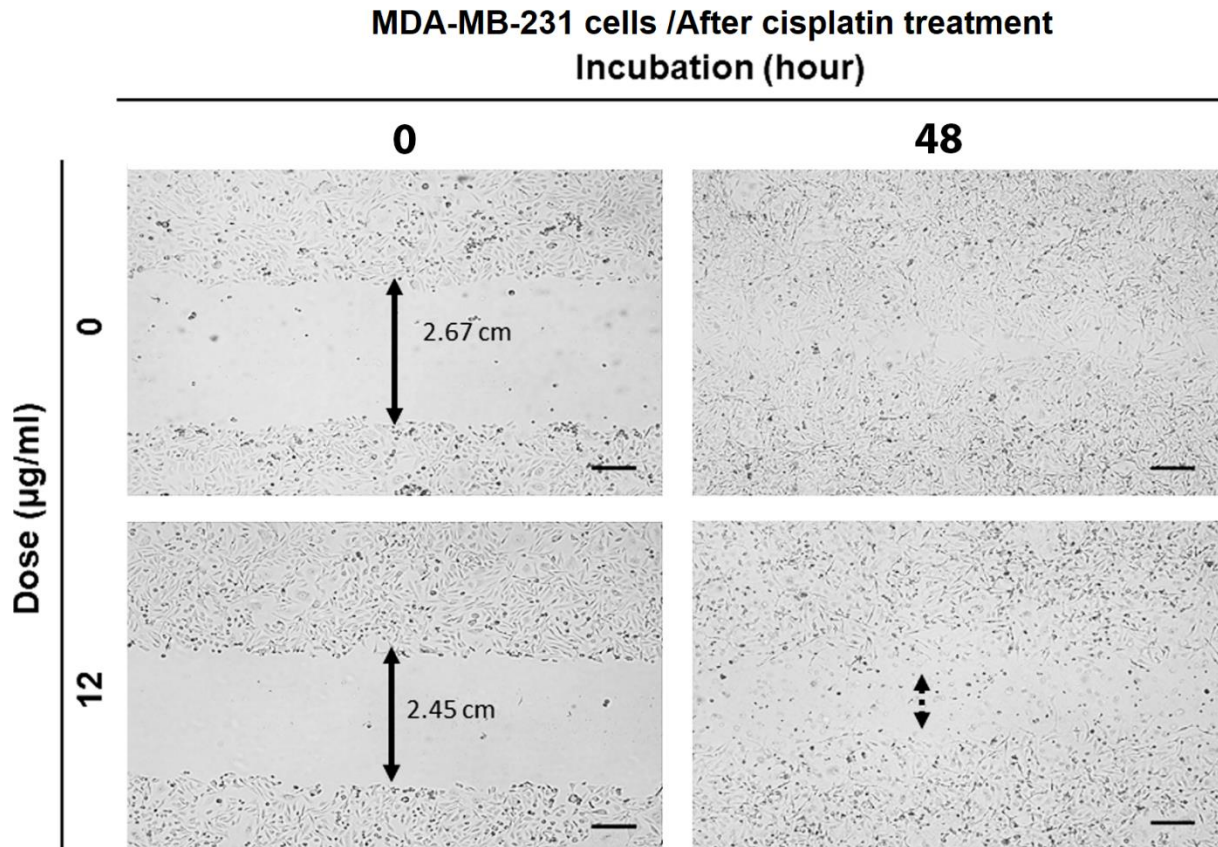 MDA-MB-231 cells /After cisplatin treatment
Incubation (hour)
0
48
Dose (µg/ml)
0
2.67 cm
12
2.45 cm